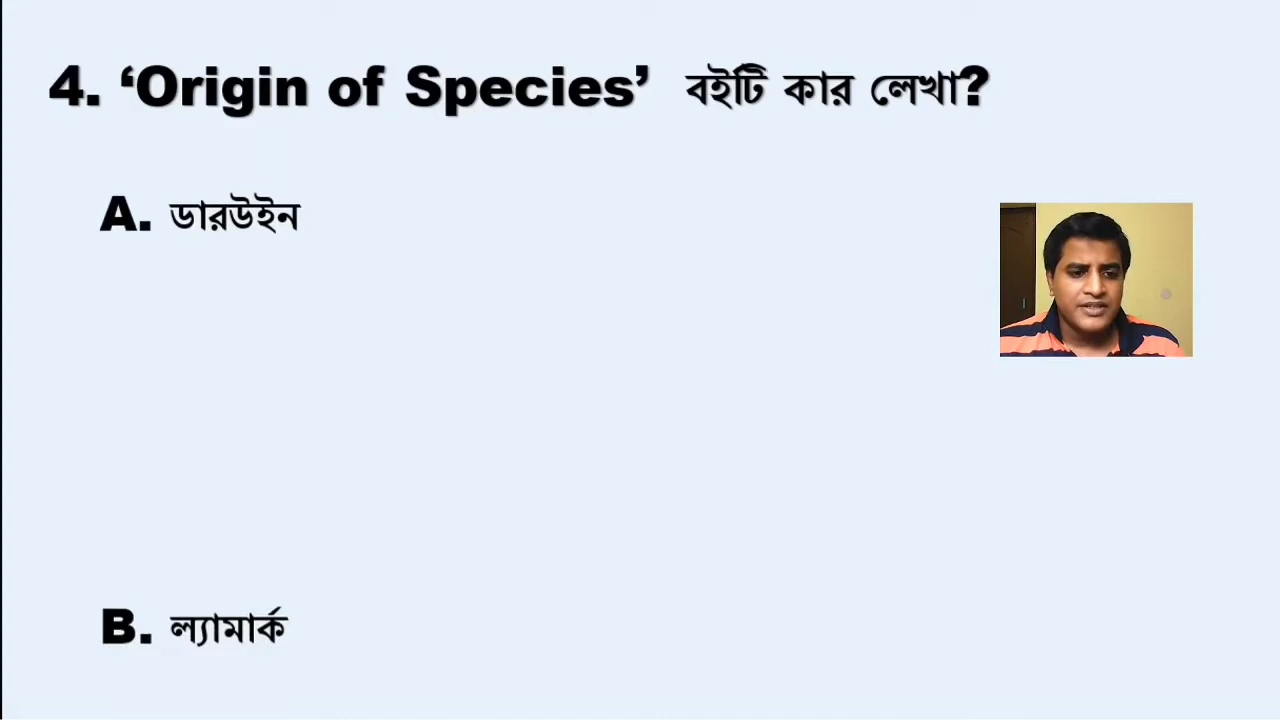 4. ‘Origin of Species’ বইটি কার লেখা?
A. ডারউইন
B. ল্যামার্ক